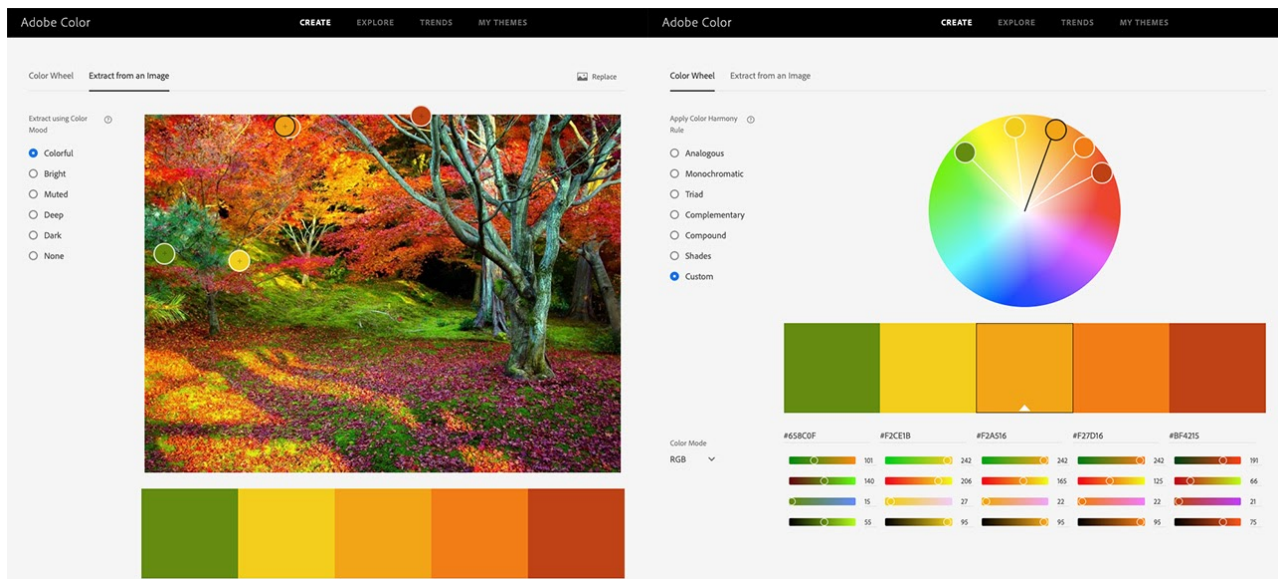 Adobe Color
CREATE EXPLORE TRENDS MY THEMES
Color Wheel Extract from an Image
Replace
Extract using Color
Mood
Colorful
Bright
Muted
Deep
Dark
None
Adobe Color
CREATE EXPLORE TRENDS MY THEMES
Color Wheel Extract from an Image
Apply Color Harmony
Rule
Analogous
Monochromatic
Triad
Complementary
Compound
Shades
Custom
Color Mode
RGB
#658C0F #F2CE1B #F2A516 #F27D16 #BF4215
101 242 242 242 191
140 206 165 125 66
15 27 22 22 21
55 95 95 95 75